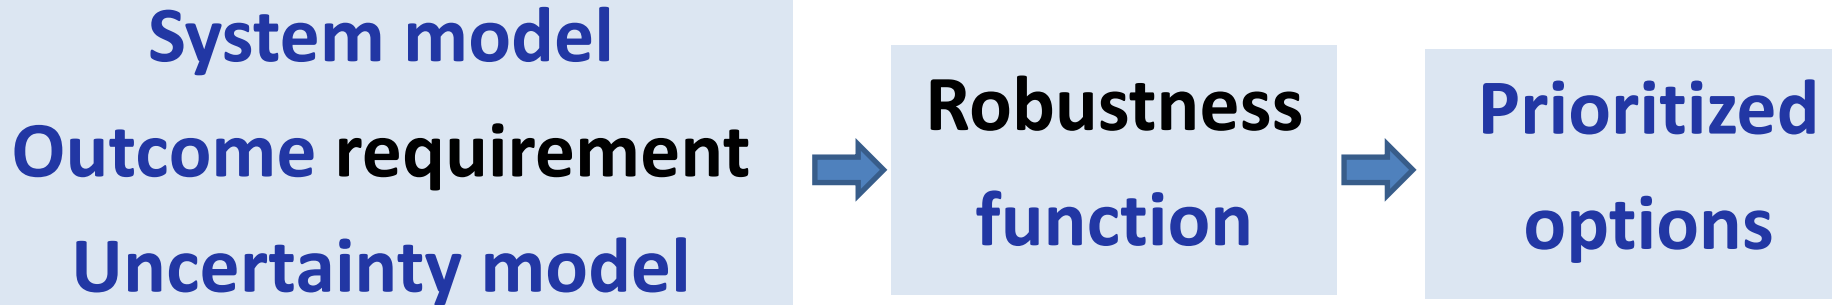 System model
Outcome requirement
Uncertainty model
Robustness
function
Prioritized
options